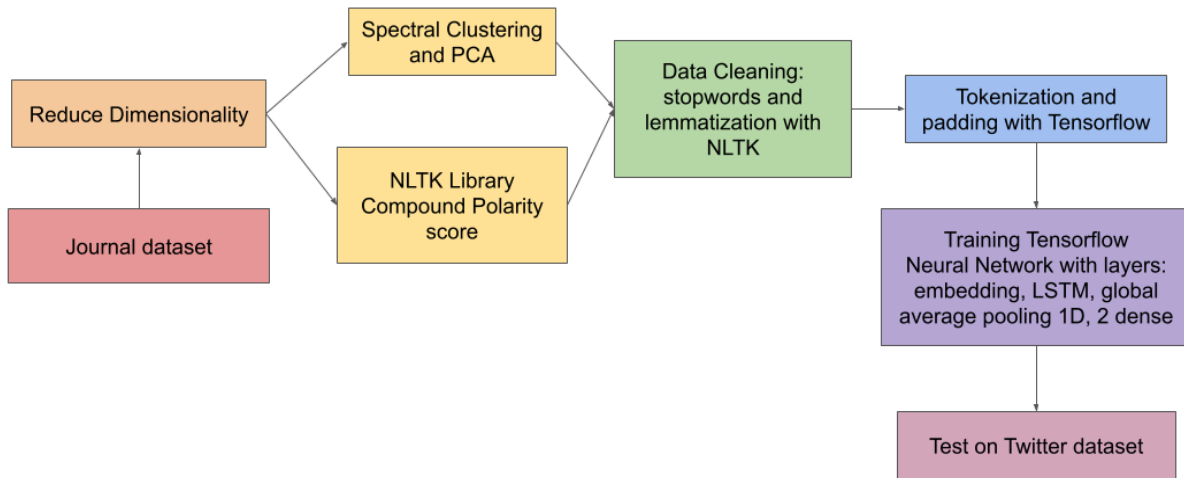 Journal dataset
Reduce Dimensionality
Spectral Clustering
and PCA
NLTK Library
Compound Polarity
score
Data Cleaning:
stopwords and
lemmatization with
NLTK
Tokenization and
padding with Tensorflow
Training Tensorflow
Neural Network with layers:
embedding, LSTM, global
average pooling 1D, 2 dense
Test on Twitter dataset